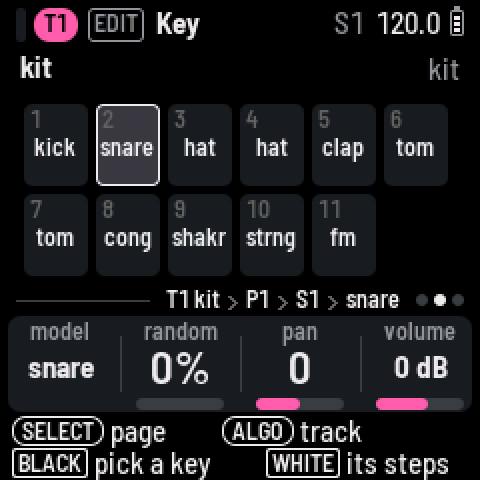 T1 EDIT Key S1 120.0
kit kit
1 2 3 4 5 6
kick snare hat hat clap tom
7 8 9 10 11
tom cong shakr strng fm
T1 kit > P1 > S1 > snare
model random pan volume
snare 0% 0 0 dB
SELECT page ALGO track
BLACK pick a key WHITE its steps